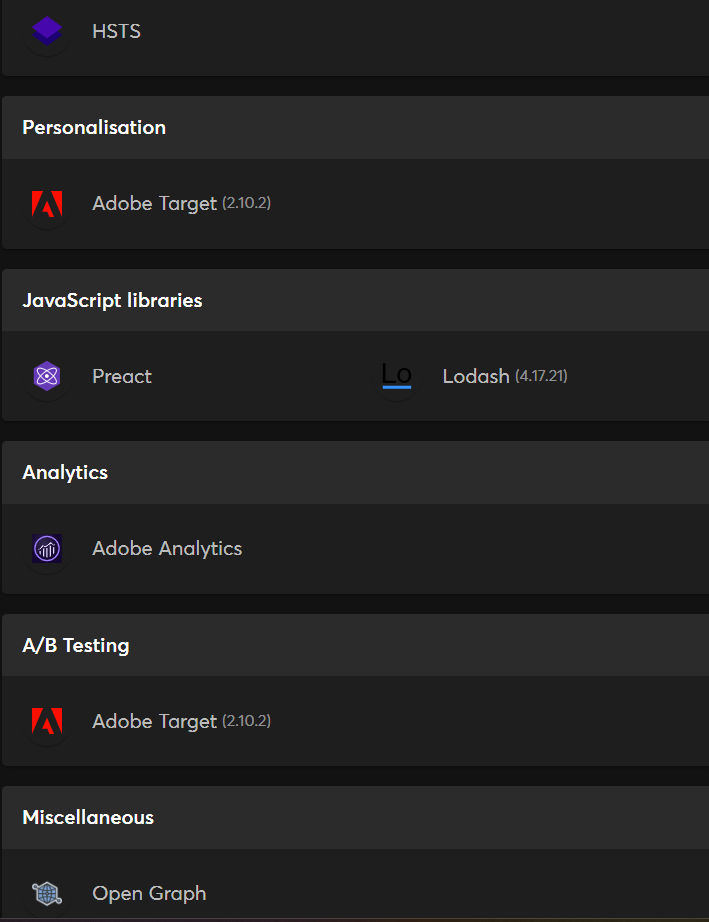 HSTS
Personalisation
Adobe Target (2.10.2)
JavaScript libraries
Preact
Lo Lodash (4.17.21)
Analytics
Adobe Analytics
A/B Testing
Adobe Target (2.10.2)
Miscellaneous
Open Graph